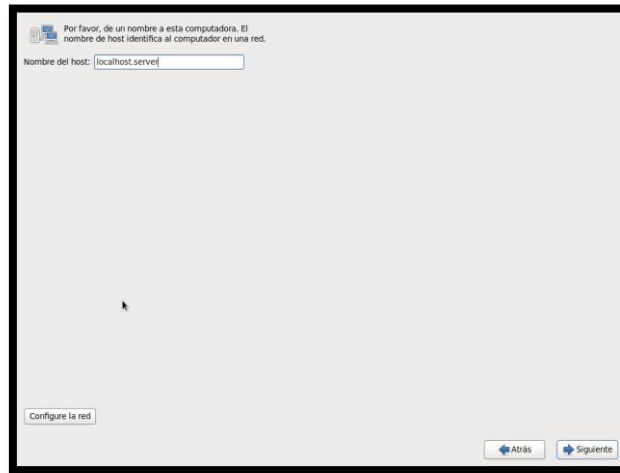 Por favor, de un nombre a esta computadora. El
nombre de host identifica al computador en una red.
Nombre del host: localhost.server
Configure la red
Atrás
Siguiente